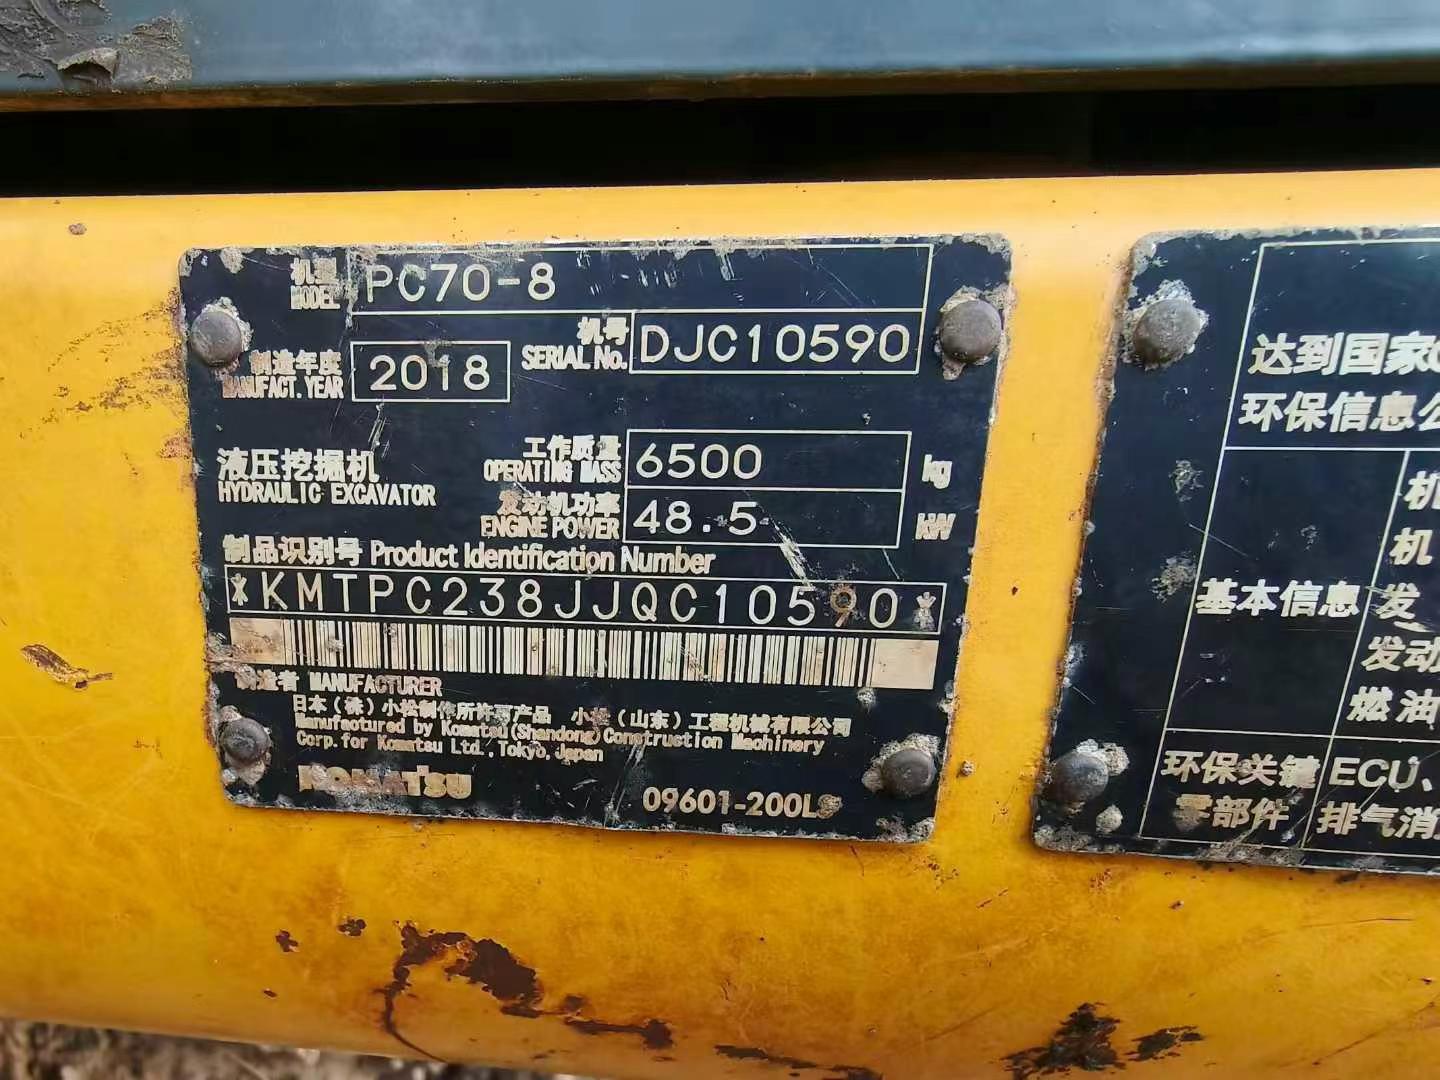 机型 MODEL PC70-8
机号 SERIAL No. DJC10590
制造年度 MANUFACT. YEAR 2018
液压挖掘机
HYDRAULIC EXCAVATOR
工作质量 OPERATING MASS 6500 kg
发动机功率 ENGINE POWER 48.5 kW
制品识别号 Product Identification Number
*KMTPC238JJQC10590*
制造者 MANUFACTURER
日本（株）小松制作所许可产品 小松（山东）工程机械有限公司
Manufactured by Komatsu (Shandong) Construction Machinery
Corp. for Komatsu Ltd., Tokyo, Japan
KOMATSU
09601-200L
达到国家
环保信息公
基本信息
机
机
发
发动
燃油
环保关键
零部件
ECU、
排气消